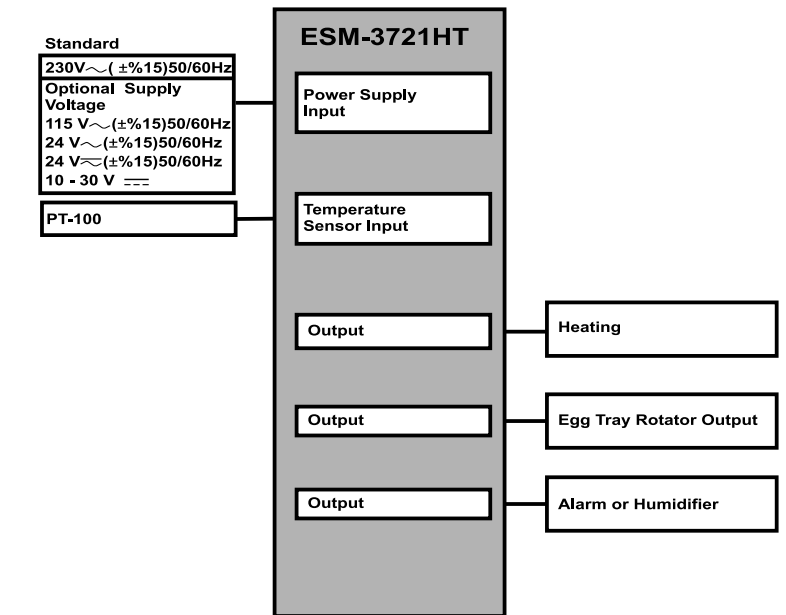 ESM-3721HT
Standard
230V～( ±%15)50/60Hz
Optional Supply
Voltage
115 V～(±%15)50/60Hz
24 V～(±%15)50/60Hz
24 V⏦(±%15)50/60Hz
10 - 30 V ⎓
Power Supply
Input
PT-100
Temperature
Sensor Input
Output
Heating
Output
Egg Tray Rotator Output
Output
Alarm or Humidifier